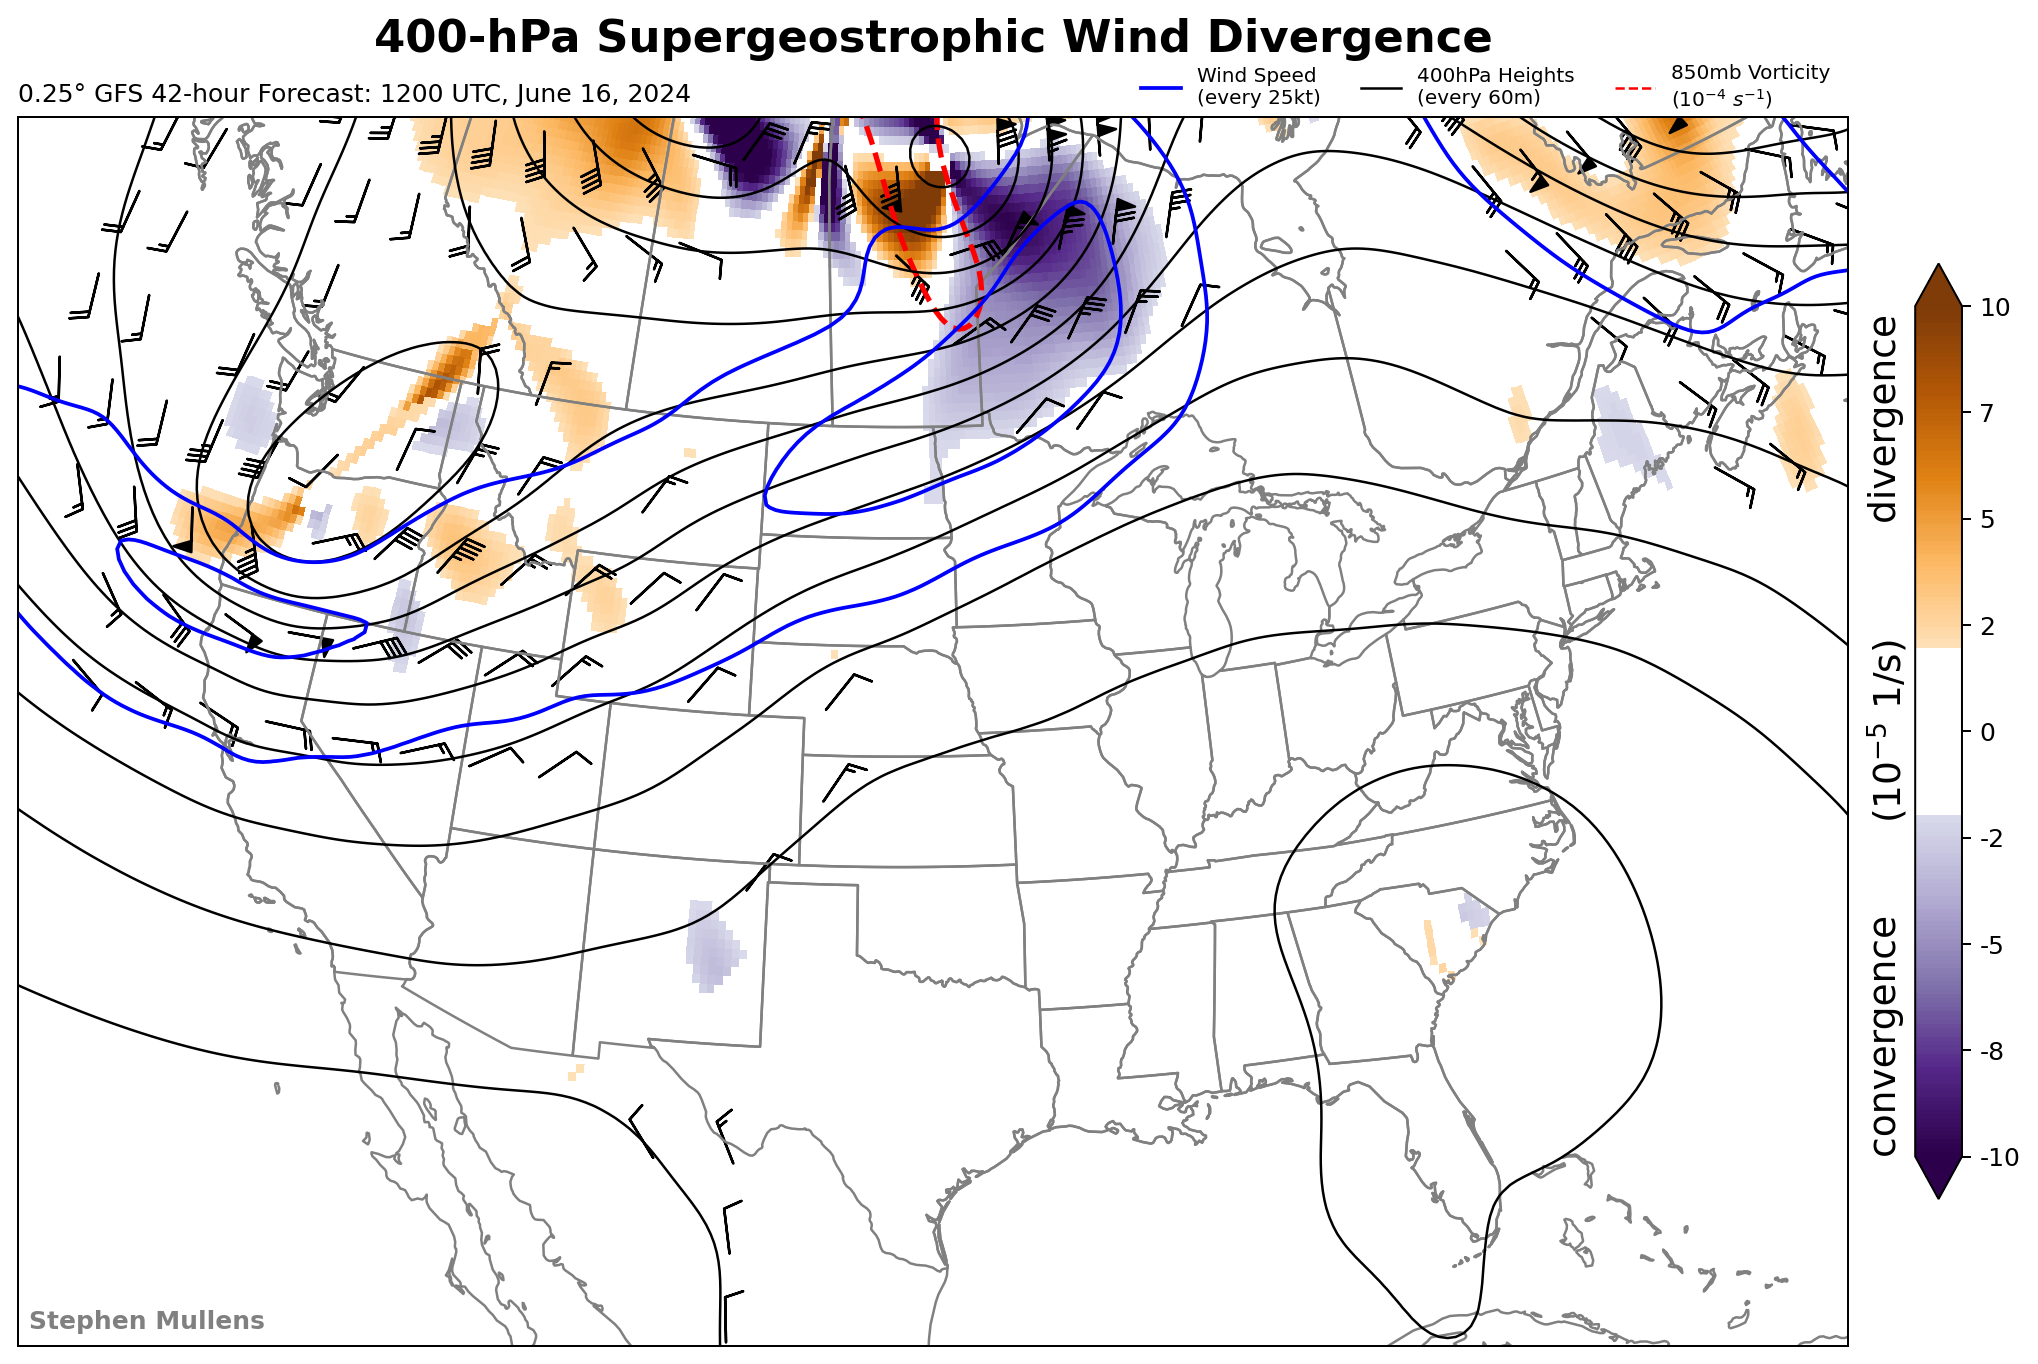 400-hPa Supergeostrophic Wind Divergence
0.25° GFS 42-hour Forecast: 1200 UTC, June 16, 2024
Wind Speed
(every 25kt)
400hPa Heights
(every 60m)
850mb Vorticity
(10⁻⁴ s⁻¹)
10
7
5
2
0
-2
-5
-8
-10
convergence (10⁻⁵ 1/s) divergence
Stephen Mullens